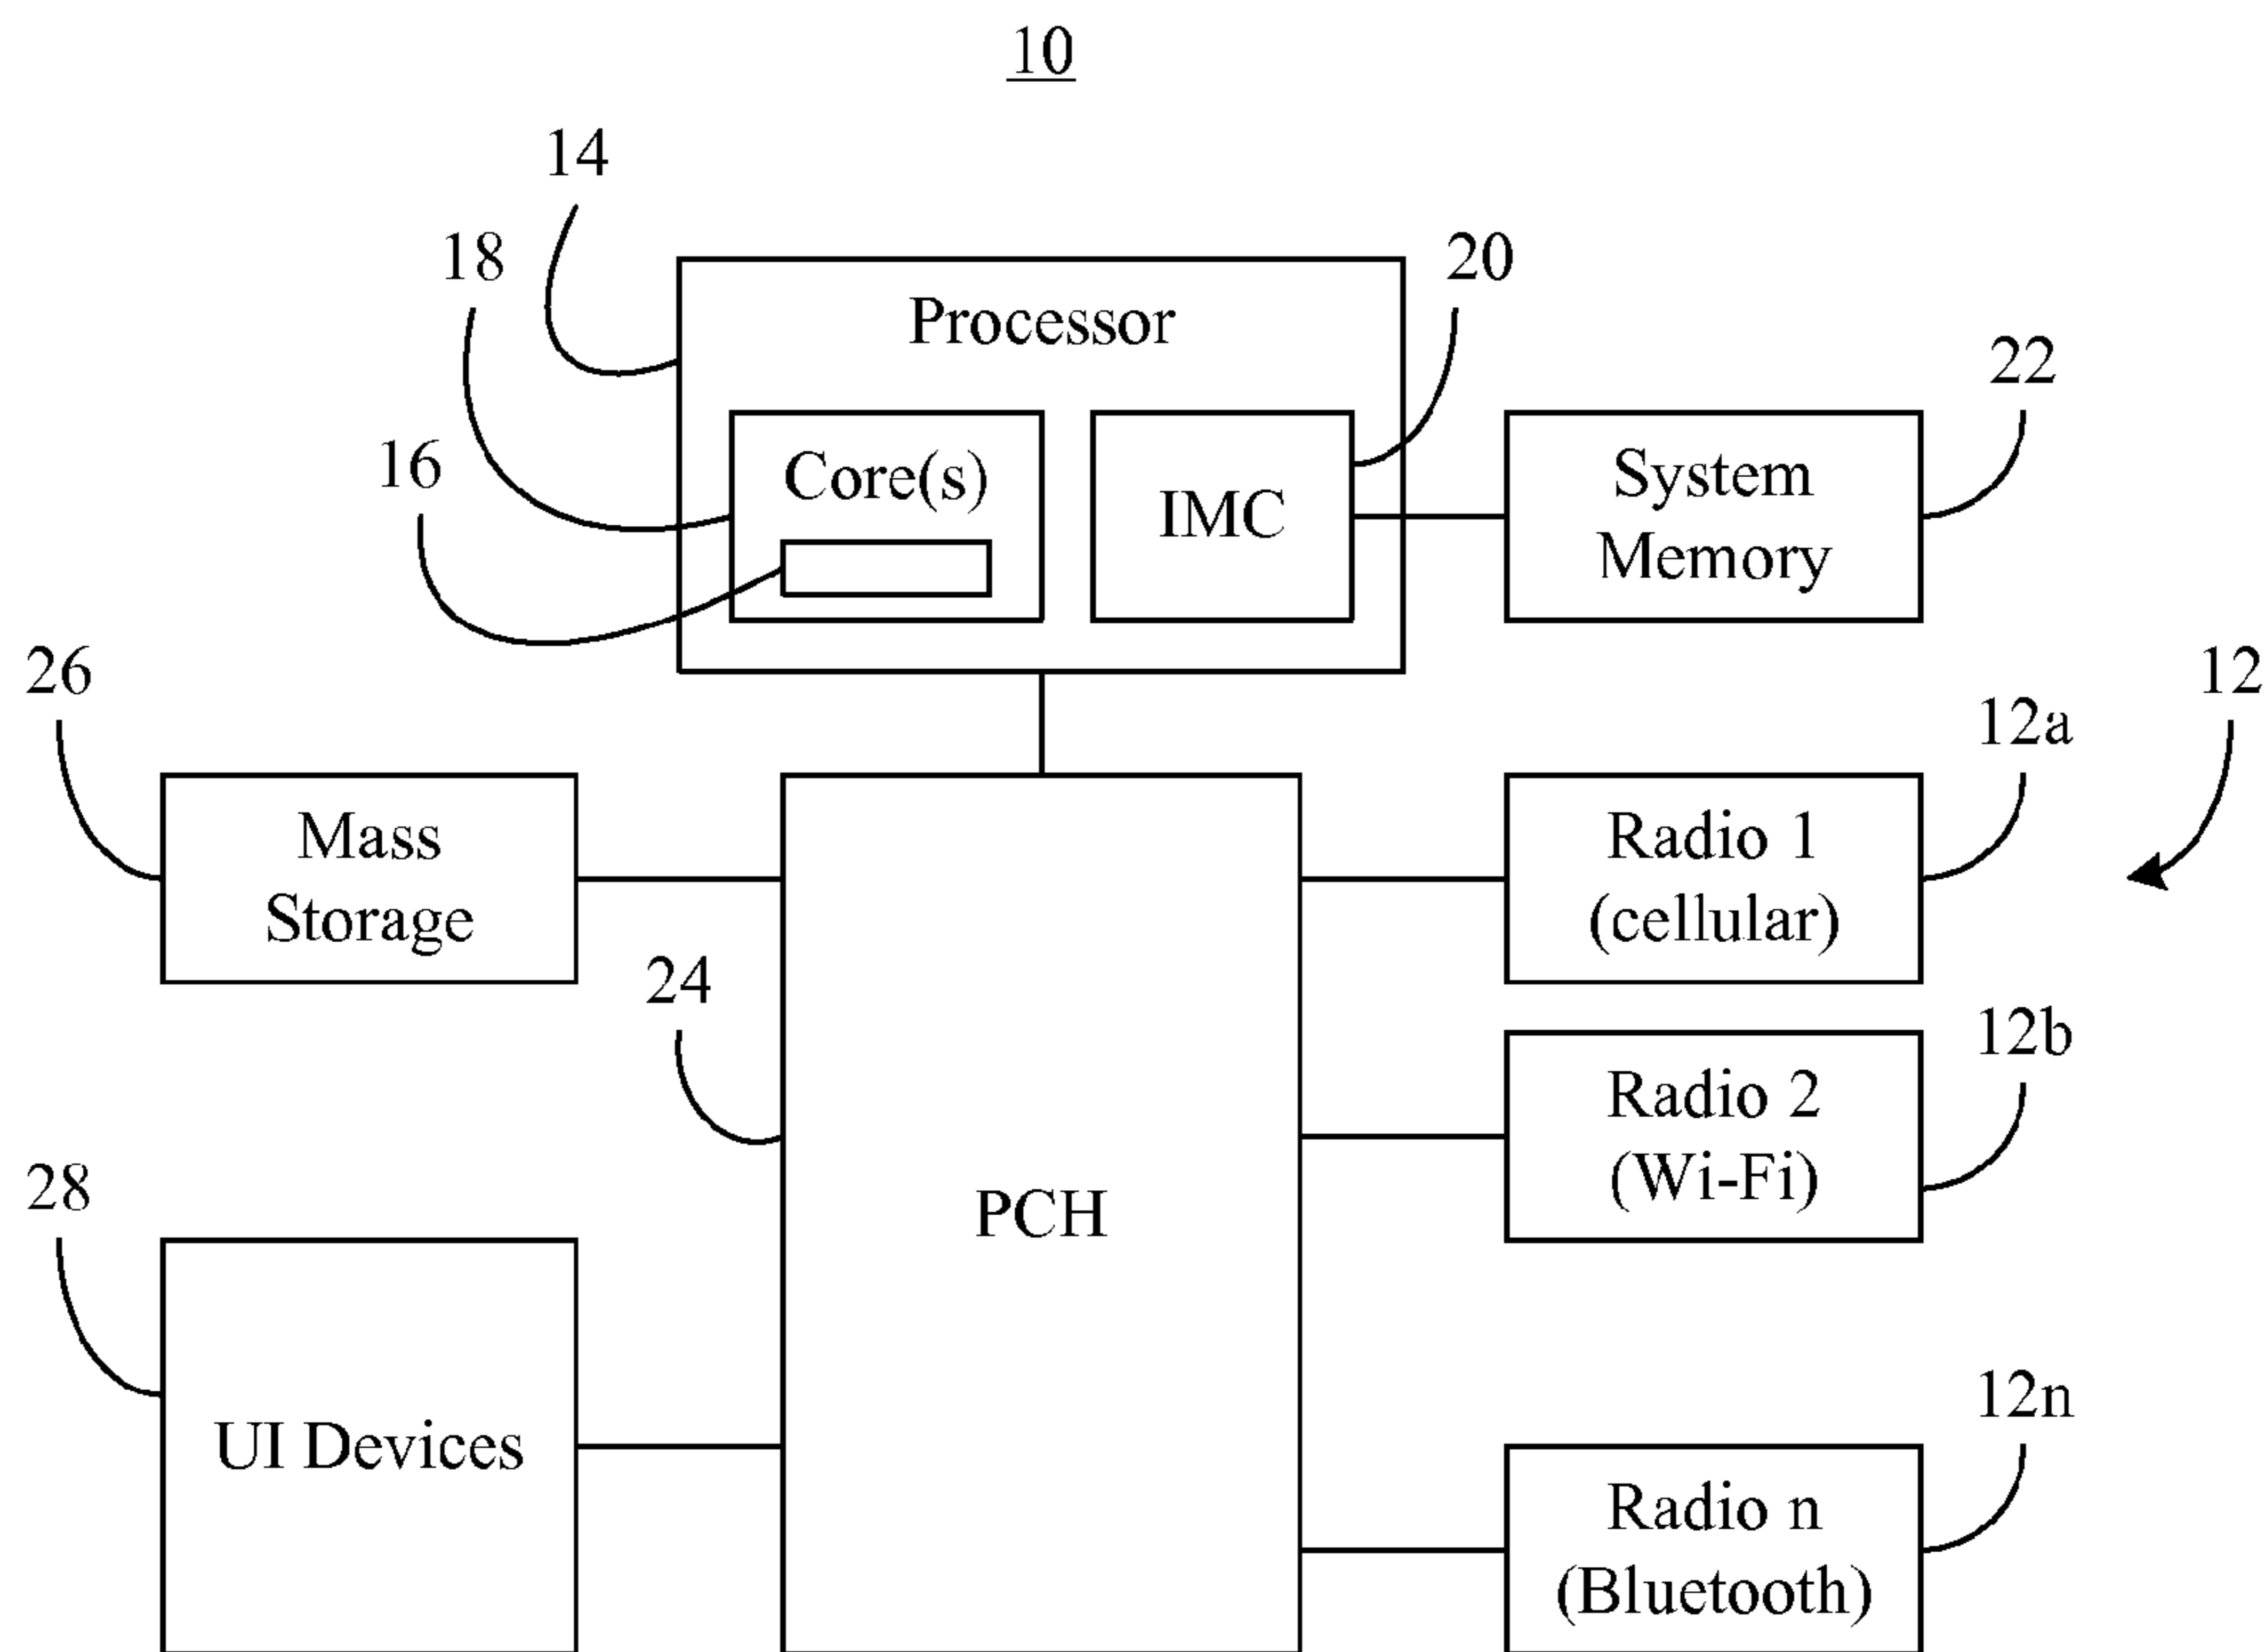 10
14
18
20
Processor
22
16
Core(s)
IMC
System
Memory
26
12
12a
Mass
Storage
Radio 1
(cellular)
24
12b
Radio 2
(Wi-Fi)
28
PCH
12n
UI Devices
Radio n
(Bluetooth)